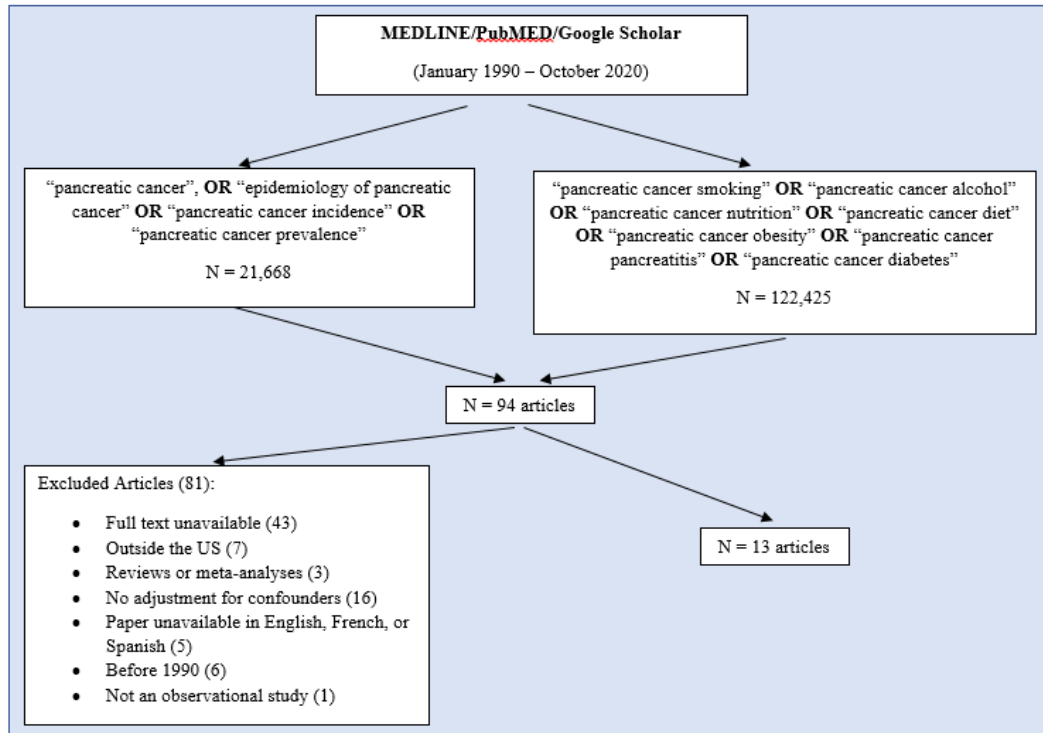 MEDLINE/PubMED/Google Scholar
(January 1990 – October 2020)
“pancreatic cancer”, OR “epidemiology of pancreatic
cancer” OR “pancreatic cancer incidence” OR
“pancreatic cancer prevalence”
N = 21,668
“pancreatic cancer smoking” OR “pancreatic cancer alcohol”
OR “pancreatic cancer nutrition” OR “pancreatic cancer diet”
OR “pancreatic cancer obesity” OR “pancreatic cancer
pancreatitis” OR “pancreatic cancer diabetes”
N = 122,425
N = 94 articles
Excluded Articles (81):
• Full text unavailable (43)
• Outside the US (7)
• Reviews or meta-analyses (3)
• No adjustment for confounders (16)
• Paper unavailable in English, French, or
Spanish (5)
• Before 1990 (6)
• Not an observational study (1)
N = 13 articles